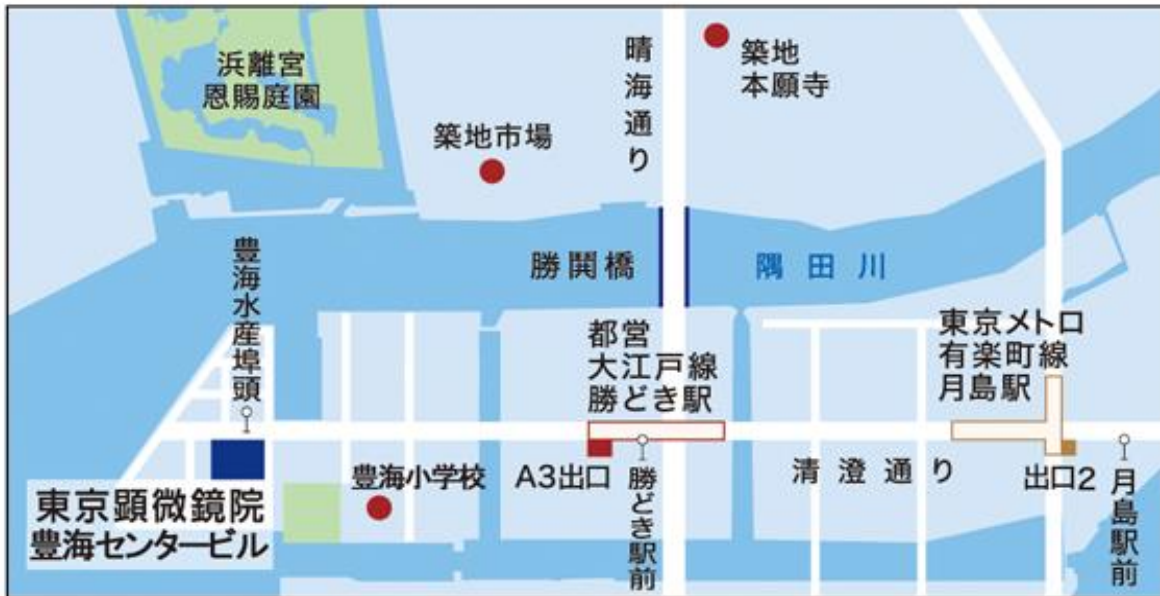 浜離宮
恩賜庭園
築地市場
晴海通り
築地
本願寺
勝鬨橋
隅田川
豊海水産埠頭
都営
大江戸線
勝どき駅
東京メトロ
有楽町線
月島駅
豊海小学校
A3出口
勝どき駅前
清澄通り
出口2
月島駅前
東京顕微鏡院
豊海センタービル